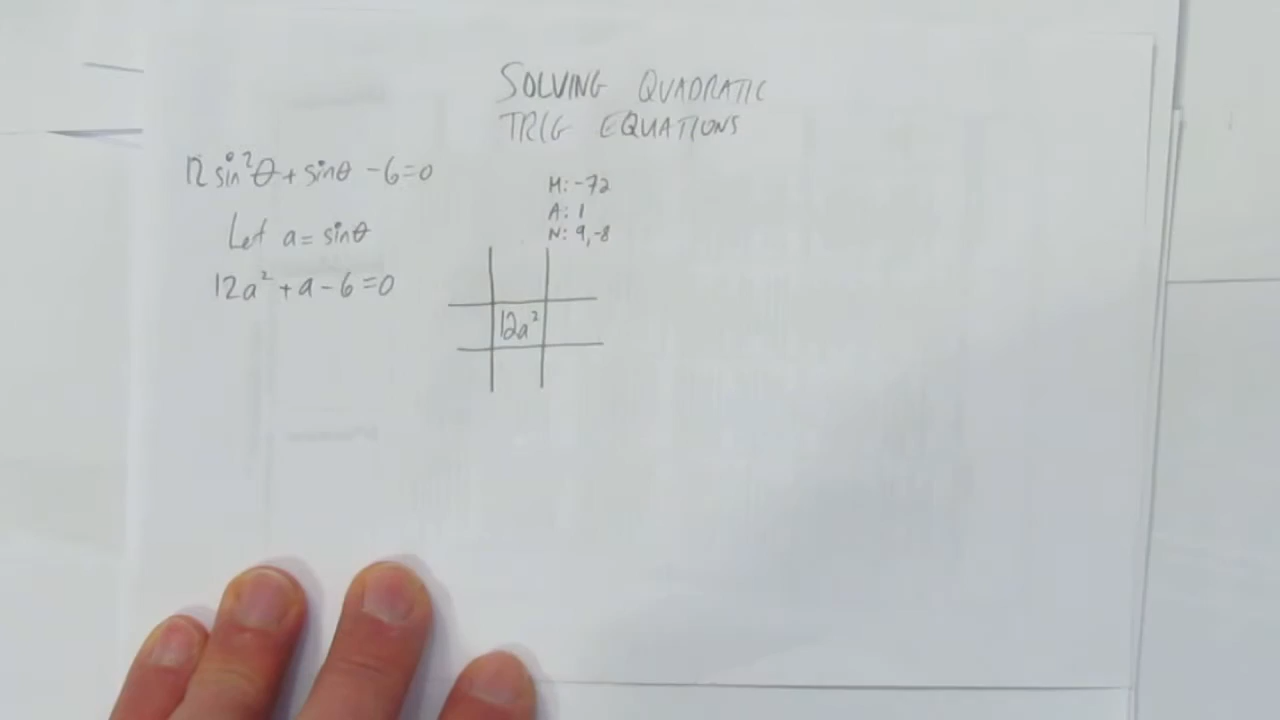 SOLVING QUADRATIC
TRIG EQUATIONS
12 sin²θ + sinθ - 6 = 0
Let a = sinθ
12a² + a - 6 = 0
M: -72
A: 1
N: 9, -8
12a²